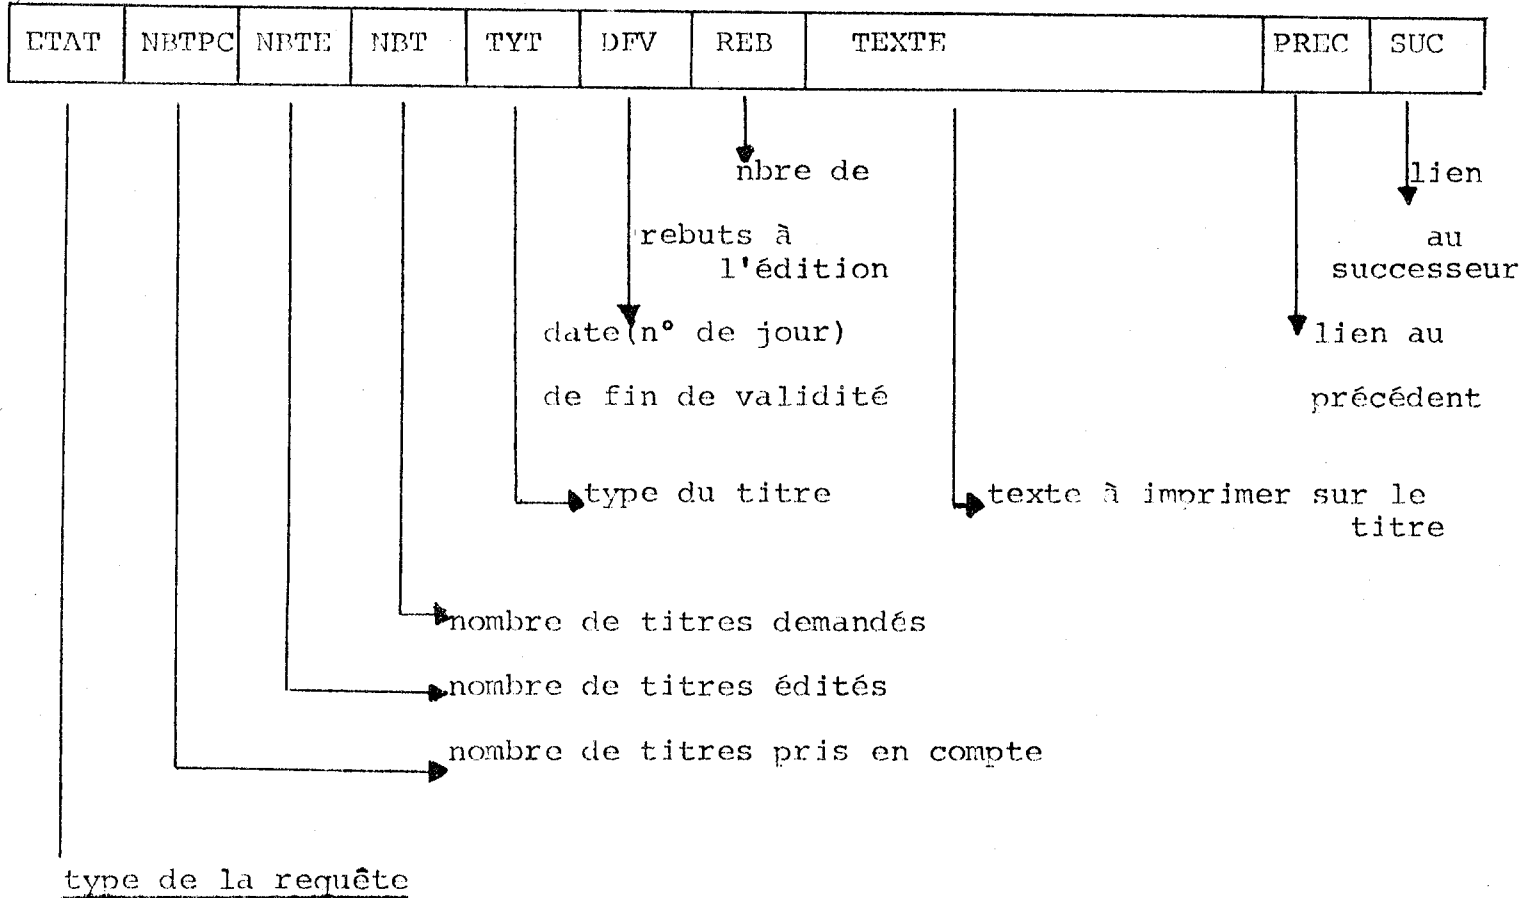 ETAT NBTPC NBTE NBT TYT DFV REB TEXTE PREC SUC
nbre de
rebuts à
l'édition
lien
au
successeur
date(n° de jour)
de fin de validité
lien au
précédent
type du titre
texte à imprimer sur le
titre
nombre de titres demandés
nombre de titres édités
nombre de titres pris en compte
type de la requête